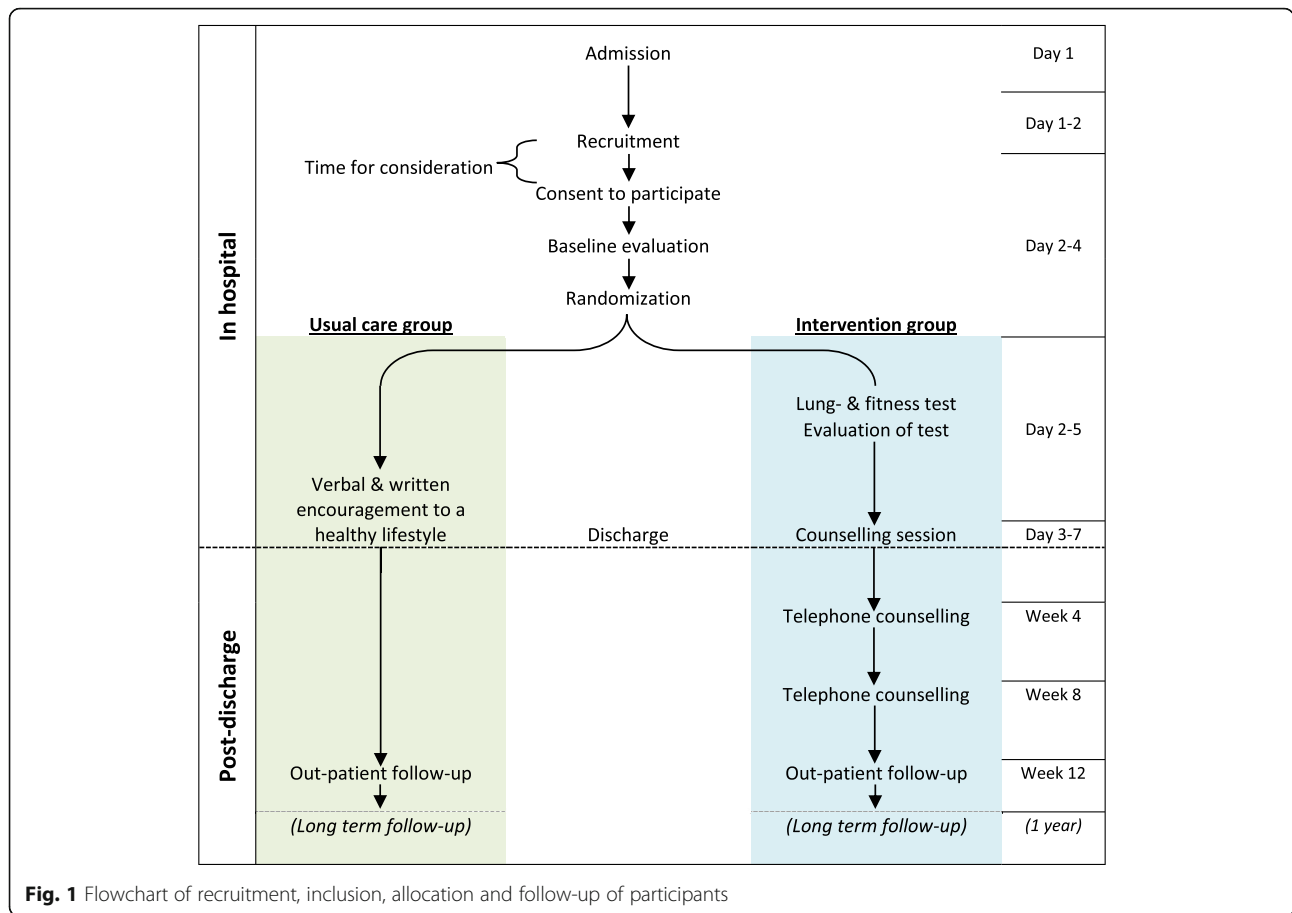 Admission
Day 1
Day 1-2
Recruitment
Time for consideration
Consent to participate
Baseline evaluation
Day 2-4
Randomization
In hospital
Usual care group
Intervention group
Lung- & fitness test
Evaluation of test
Day 2-5
Verbal & written
encouragement to a
healthy lifestyle
Discharge
Counselling session
Day 3-7
Post-discharge
Telephone counselling
Week 4
Telephone counselling
Week 8
Out-patient follow-up
Out-patient follow-up
Week 12
(Long term follow-up)
(Long term follow-up)
(1 year)
Fig. 1 Flowchart of recruitment, inclusion, allocation and follow-up of participants